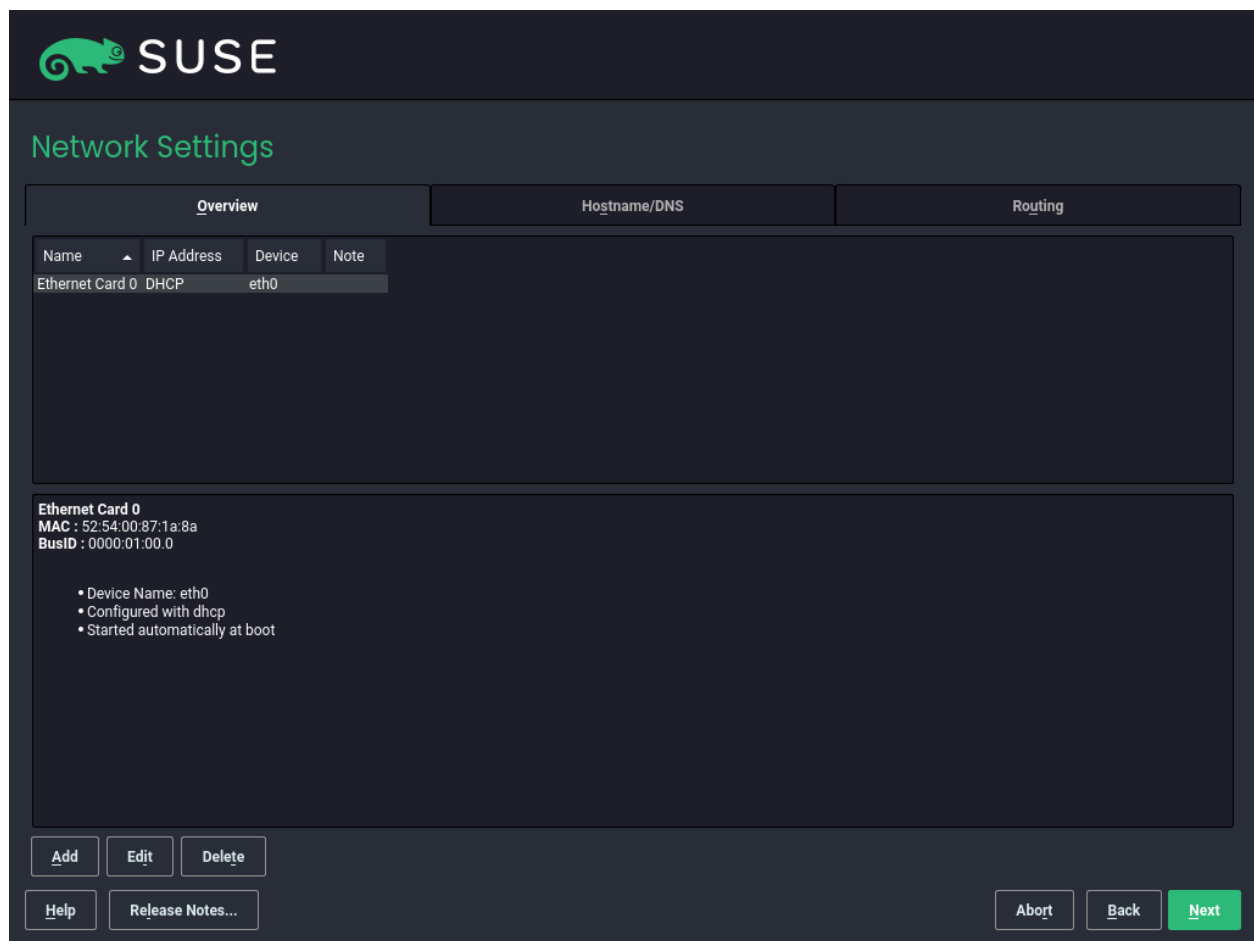 SUSE
Network Settings
Overview Hostname/DNS Routing
Name IP Address Device Note
Ethernet Card 0 DHCP eth0
Ethernet Card 0
MAC : 52:54:00:87:1a:8a
BusID : 0000:01:00.0
• Device Name: eth0
• Configured with dhcp
• Started automatically at boot
Add Edit Delete
Help Release Notes... Abort Back Next